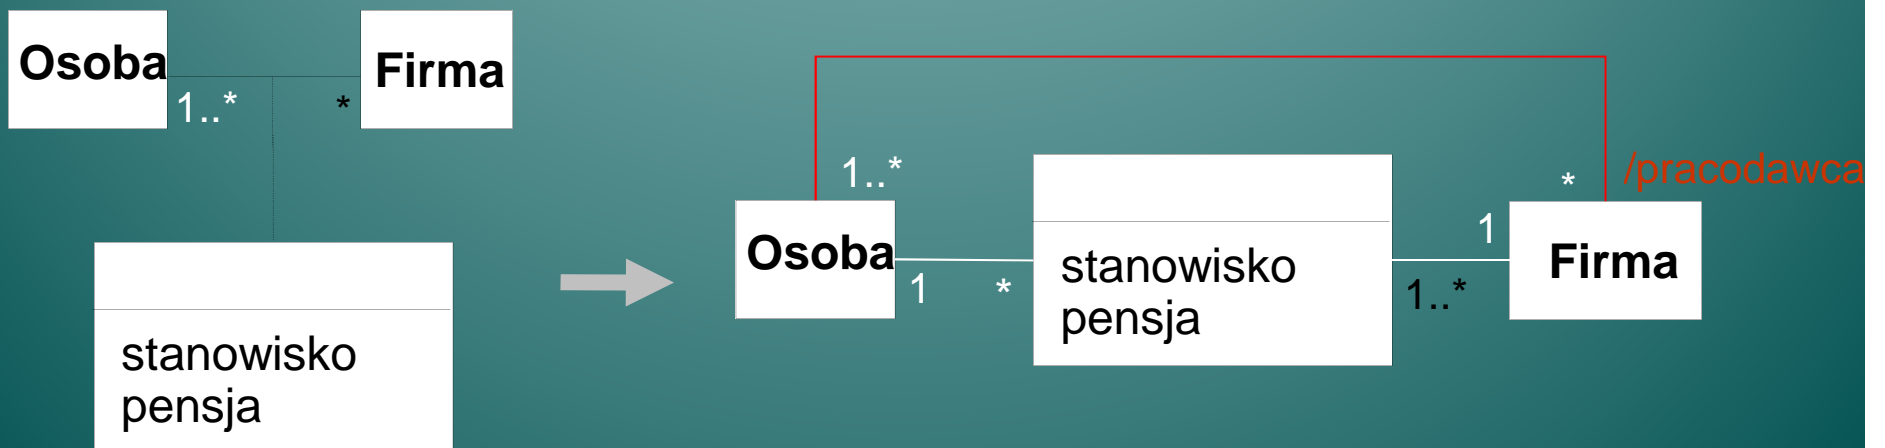 Osoba
Firma
1..*
*
stanowisko
pensja
1..*
*
/pracodawca
Osoba
1
*
stanowisko
pensja
1
1..*
Firma